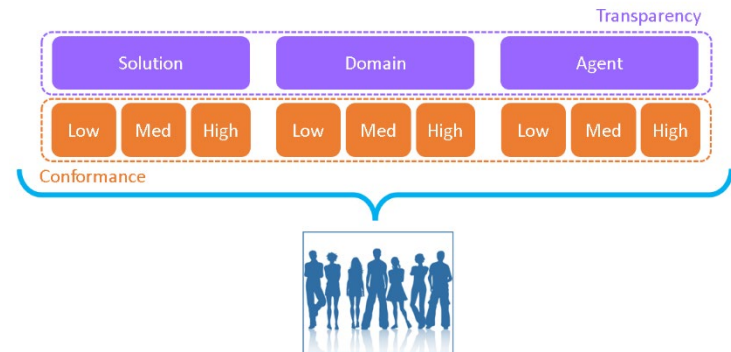 Transparency
Solution Domain Agent
Low Med High Low Med High Low Med High
Conformance